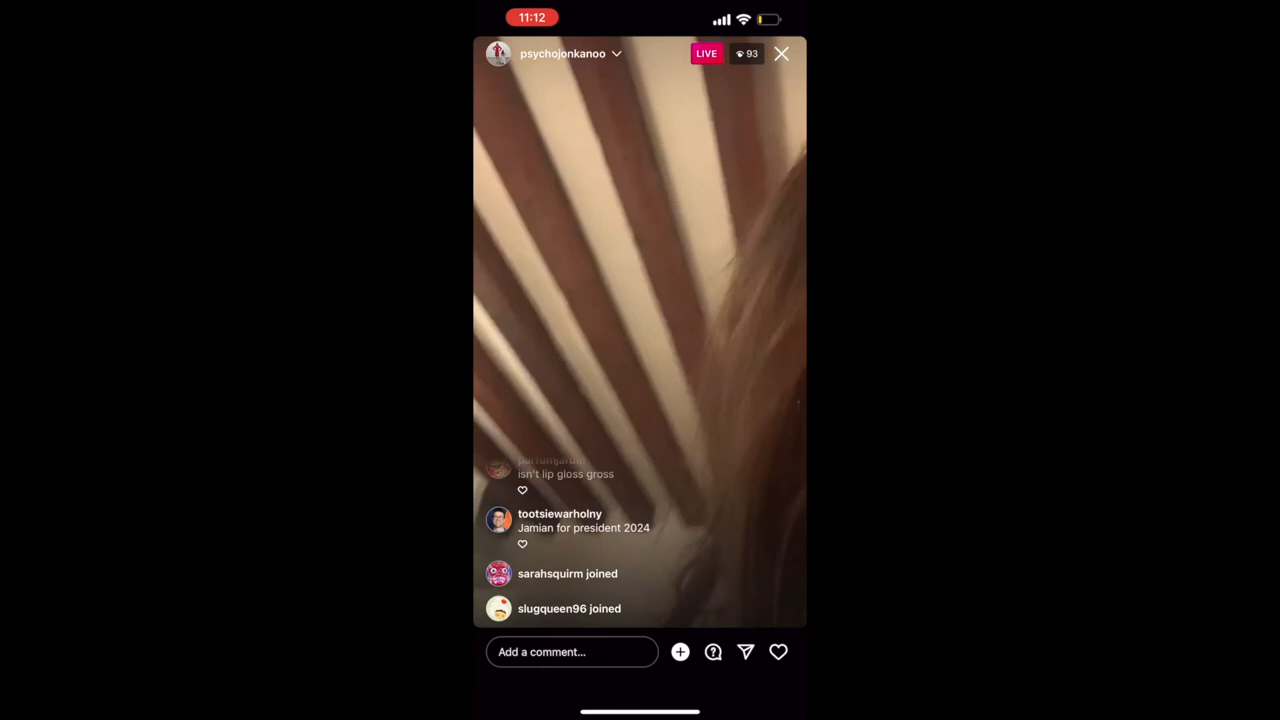 11:12
psychojonkanoo
LIVE
93
isn't lip gloss gross
tootsiewarholny
Jamian for president 2024
sarahsquirm joined
slugqueen96 joined
Add a comment...